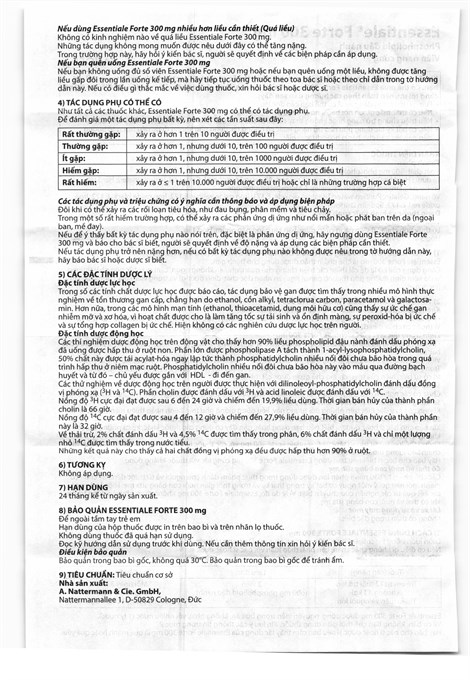 Nếu dùng Essentiale Forte 300 mg nhiều hơn liều cần thiết (Quá liều)
Không có kinh nghiệm nào về quá liều Essentiale Forte 300 mg.
Những tác dụng không mong muốn được nêu dưới đây có thể tăng nặng.
Trong trường hợp này, hãy hỏi ý kiến bác sĩ, người sẽ quyết định về các biện pháp cần áp dụng.
Nếu bạn quên uống Essentiale Forte 300 mg
Nếu bạn không uống đủ số viên Essentiale Forte 300 mg hoặc nếu bạn quên uống một liều, không được tăng
liều gấp đôi trong lần uống kế tiếp, mà hãy tiếp tục uống thuốc theo toa bác sĩ hoặc theo chỉ dẫn trong tờ hướng
dẫn này. Nếu có điều gì thắc mắc về việc dùng thuốc, xin hỏi bác sĩ hoặc dược sĩ.
4) TÁC DỤNG PHỤ CÓ THỂ CÓ
Như tất cả các thuốc khác, Essentiale Forte 300 mg có thể có tác dụng phụ.
Để đánh giá một tác dụng phụ bất kỳ, nên xét các tần suất sau đây:
Rất thường gặp: xảy ra ở hơn 1 trên 10 người được điều trị
Thường gặp: xảy ra ở hơn 1, nhưng dưới 10, trên 100 người được điều trị
Ít gặp: xảy ra ở hơn 1, nhưng dưới 10, trên 1000 người được điều trị
Hiếm gặp: xảy ra ở hơn 1, nhưng dưới 10, trên 10.000 người được điều trị
Rất hiếm: xảy ra ở ≤ 1 trên 10.000 người được điều trị hoặc chỉ là những trường hợp cá biệt
Các tác dụng phụ và triệu chứng có ý nghĩa cần thông báo và áp dụng biện pháp
Đôi khi có thể xảy ra các rối loạn tiêu hóa, như đau bụng, phân mềm và tiêu chảy.
Trong một số rất hiếm trường hợp, có thể xảy ra các phản ứng dị ứng như nổi mẩn hoặc phát ban trên da (ngoại
ban, mề đay).
Nếu để ý thấy bất kỳ tác dụng phụ nào nói trên, đặc biệt là phản ứng dị ứng, hãy ngưng dùng Essentiale Forte
300 mg và báo cho bác sĩ biết, người sẽ quyết định về độ nặng và áp dụng các biện pháp cần thiết.
Nếu tác dụng phụ trở nên nặng hơn, nếu có bất kỳ tác dụng phụ nào không được nêu trong tờ hướng dẫn này,
hãy báo bác sĩ hoặc dược sĩ biết.
5) CÁC ĐẶC TÍNH DƯỢC LÝ
Đặc tính dược lực học
Trong số các tính chất dược lực học được báo cáo, tác dụng bảo vệ gan được tìm thấy trong nhiều mô hình thực
nghiệm về tổn thương gan cấp, chẳng hạn do ethanol, cồn alkyl, tetraclorua carbon, paracetamol và galactosa-
min. Hơn nữa, trong các mô hình mạn tính (ethanol, thioacetamid, dung môi hữu cơ) cũng thấy sự ức chế gan
nhiễm mỡ và xơ hóa, vì hoạt chất được cho là làm tăng tốc sự tái sinh và ổn định màng, sự peroxid-hóa bị ức chế
và sự tổng hợp collagen bị ức chế. Hiện không có các nghiên cứu dược lực học trên người.
Đặc tính dược động học
Các thí nghiệm dược động học trên động vật cho thấy hơn 90% liều phospholipid đậu nành đánh dấu phóng xạ
đã uống được hấp thu ở ruột non. Phần lớn được phospholipase A tách thành 1-acyl-lysophosphatidylcholin,
50% chất này được tái acylat-hóa ngay lập tức thành phosphatidylcholin nhiều nối đôi chưa bão hòa trong quá
trình hấp thu ở niêm mạc ruột. Phosphatidylcholin nhiều nối đôi chưa bão hòa này vào máu qua đường bạch
huyết và từ đó – chủ yếu được gắn với HDL - đi đến gan.
Các thử nghiệm về dược động học trên người được thực hiện với dilinoleoyl-phosphatidylcholin đánh dấu đồng
vị phóng xạ (³H và ¹⁴C). Phần cholin được đánh dấu với ³H và acid linoleic được đánh dấu với ¹⁴C.
Nồng độ ³H cực đại đạt được sau 6 đến 24 giờ và chiếm đến 19,9% liều dùng. Thời gian bán hủy của thành phần
cholin là 66 giờ.
Nồng độ ¹⁴C cực đại đạt được sau 4 đến 12 giờ và chiếm đến 27,9% liều dùng. Thời gian bán hủy của thành phần
này là 32 giờ.
Về thải trừ, 2% chất đánh dấu ³H và 4,5% ¹⁴C được tìm thấy trong phân, 6% chất đánh dấu ³H và chỉ một lượng
nhỏ ¹⁴C được tìm thấy trong nước tiểu.
Những kết quả này cho thấy cả hai chất đồng vị phóng xạ đều được hấp thu hơn 90% ở ruột.
6) TƯƠNG KỴ
Không áp dụng.
7) HẠN DÙNG
24 tháng kể từ ngày sản xuất.
8) BẢO QUẢN ESSENTIALE FORTE 300 mg
Để ngoài tầm tay trẻ em
Hạn dùng của hộp thuốc được in trên bao bì và trên nhãn lọ thuốc.
Không dùng thuốc đã quá hạn sử dụng.
Đọc kỹ hướng dẫn sử dụng trước khi dùng. Nếu cần thêm thông tin xin hỏi ý kiến bác sĩ.
Điều kiện bảo quản
Bảo quản trong bao bì gốc, không quá 30°C. Bảo quản trong bao bì gốc để tránh ẩm.
9) TIÊU CHUẨN: Tiêu chuẩn cơ sở
Nhà sản xuất:
A. Nattermann & Cie. GmbH,
Nattermannallee 1, D-50829 Cologne, Đức